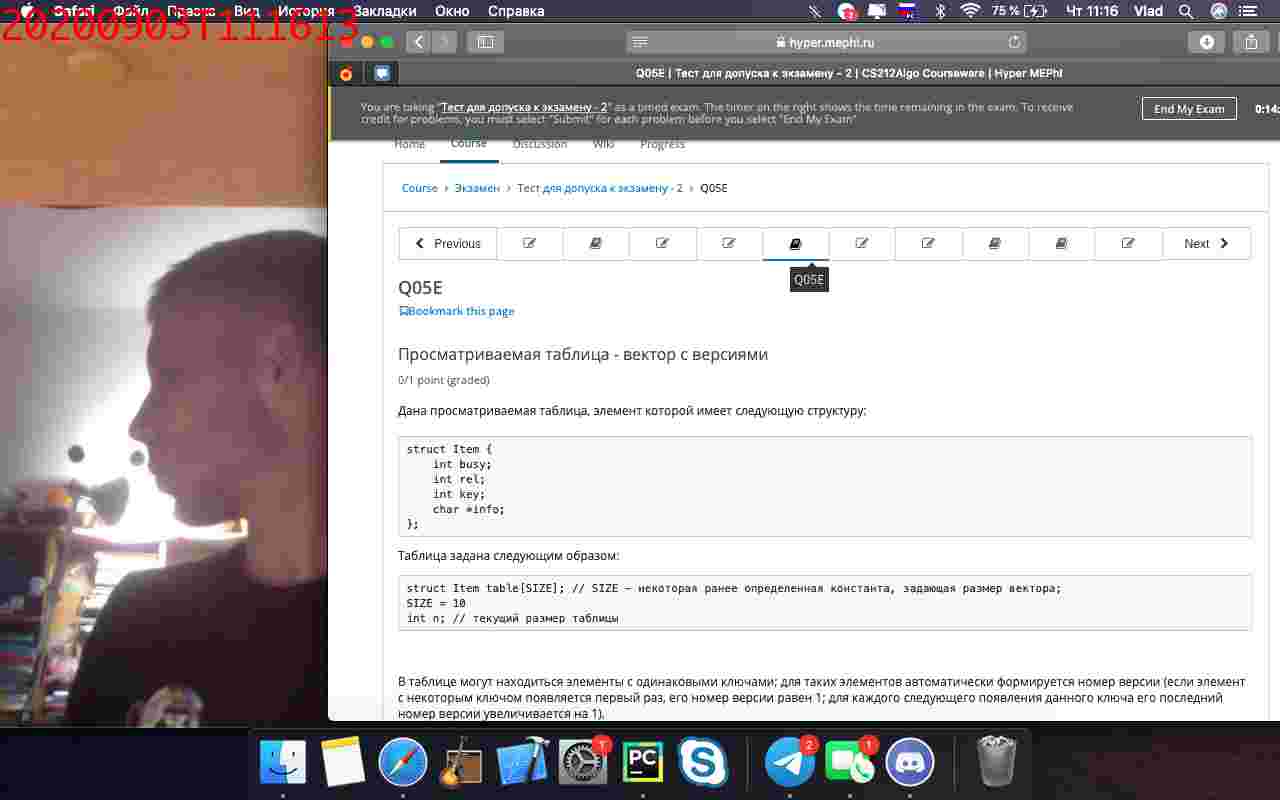 Safari Файл Правка Вид История Закладки Окно Справка 75 % Чт 11:16 Vlad
20200903T111613
hyper.mephi.ru
Q05E | Тест для допуска к экзамену – 2 | CS212Algo Courseware | Hyper MEPhI
You are taking "Тест для допуска к экзамену - 2" as a timed exam. The timer on the right shows the time remaining in the exam. To receive
credit for problems, you must select "Submit" for each problem before you select "End My Exam"
End My Exam
0:14:
Home Course Discussion Wiki Progress
Course › Экзамен › Тест для допуска к экзамену - 2 › Q05E
Previous Next
Q05E
Q05E
Bookmark this page
Просматриваемая таблица - вектор с версиями
0/1 point (graded)
Дана просматриваемая таблица, элемент которой имеет следующую структуру:
struct Item {
int busy;
int rel;
int key;
char *info;
};
Таблица задана следующим образом:
struct Item table[SIZE]; // SIZE – некоторая ранее определенная константа, задающая размер вектора;
SIZE = 10
int n; // текущий размер таблицы
В таблице могут находиться элементы с одинаковыми ключами; для таких элементов автоматически формируется номер версии (если элемент
с некоторым ключом появляется первый раз, его номер версии равен 1; для каждого следующего появления данного ключа его последний
номер версии увеличивается на 1).
1
PC
2
1